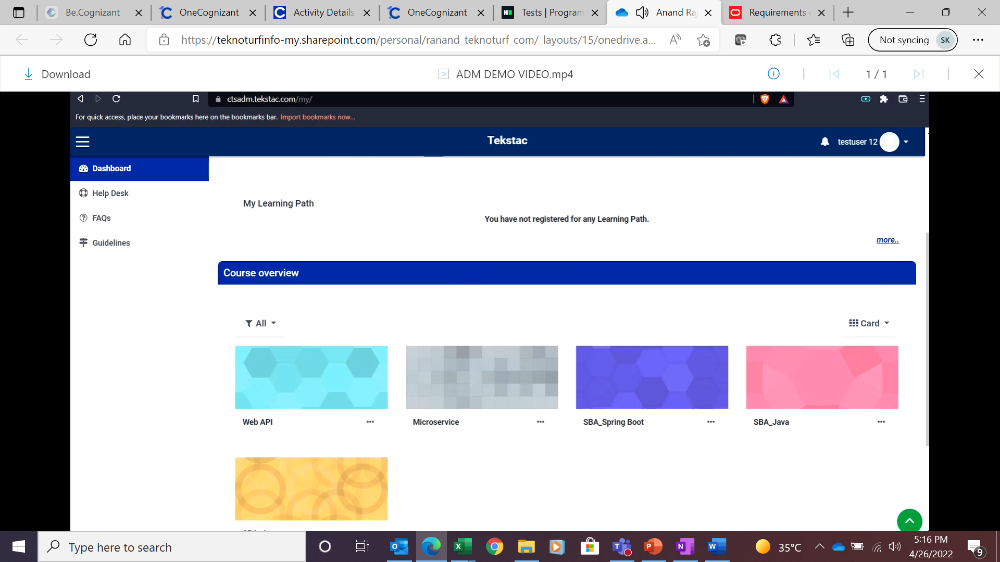 Be.Cognizant
OneCognizant
Activity Details
OneCognizant
Tests | Program
Anand Raj
Requirements
https://teknoturfinfo-my.sharepoint.com/personal/ranand_teknoturf_com/_layouts/15/onedrive.a...
Not syncing SK
Download
ADM DEMO VIDEO.mp4
1 / 1
ctsadm.tekstac.com/my/
For quick access, place your bookmarks here on the bookmarks bar. Import bookmarks now...
Tekstac
testuser 12
Dashboard
Help Desk
FAQs
Guidelines
My Learning Path
You have not registered for any Learning Path.
more..
Course overview
All
Card
Web API
Microservice
SBA_Spring Boot
SBA_Java
Type here to search
35°C
5:16 PM
4/26/2022
9